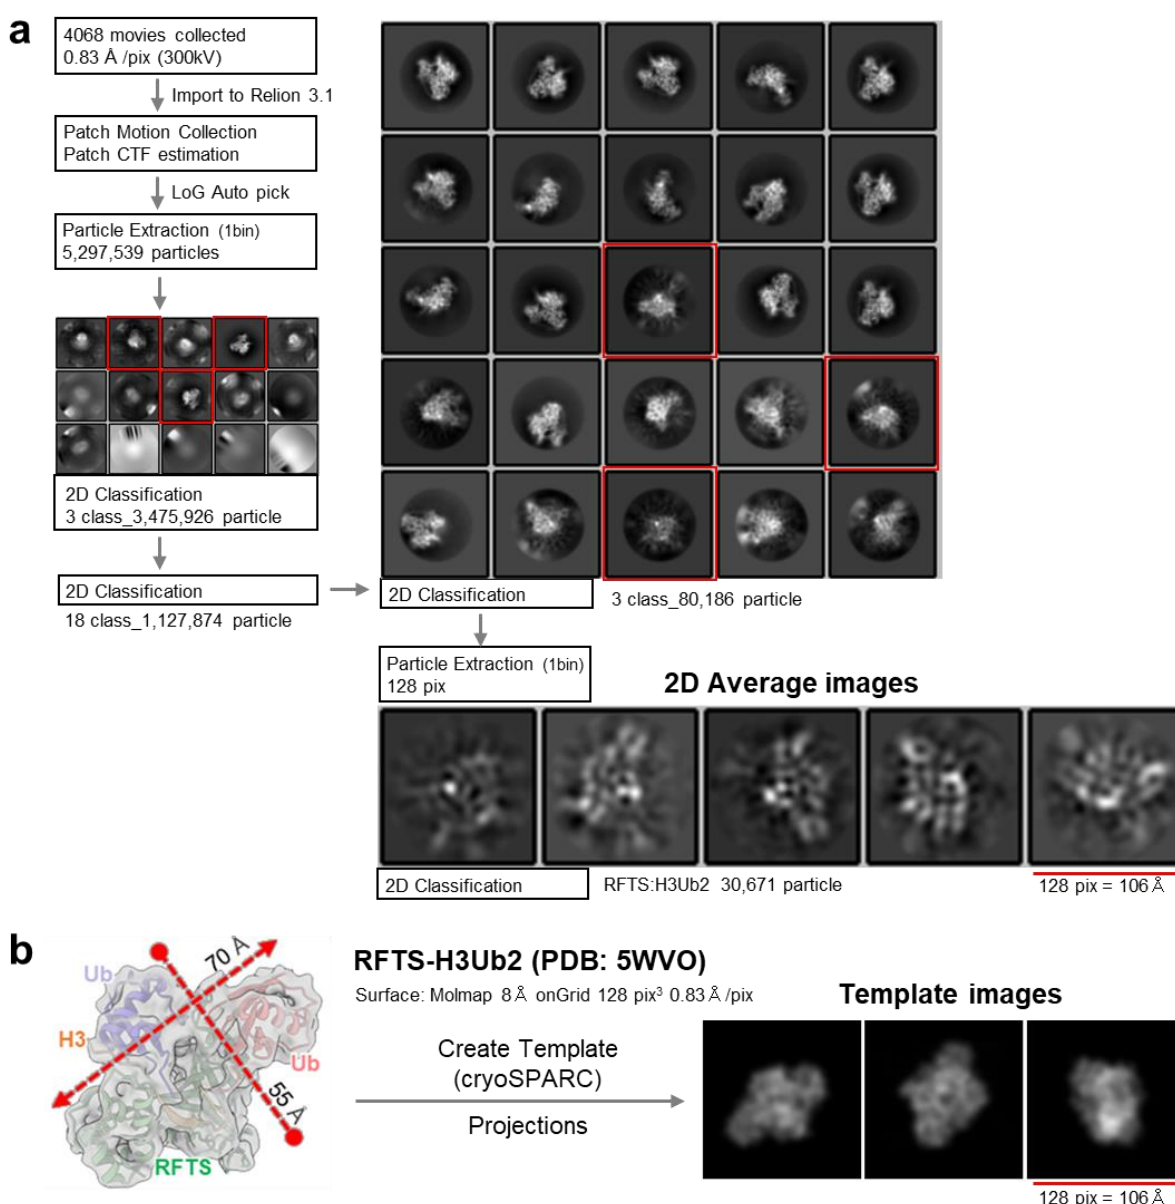 a
4068 movies collected
0.83 Å /pix (300kV)
Import to Relion 3.1
Patch Motion Collection
Patch CTF estimation
LoG Auto pick
Particle Extraction (1bin)
5,297,539 particles
2D Classification
3 class_3,475,926 particle
2D Classification
18 class_1,127,874 particle
2D Classification
3 class_80,186 particle
Particle Extraction (1bin)
128 pix
2D Average images
2D Classification
RFTS:H3Ub2 30,671 particle
128 pix = 106 Å
b
70 Å
Ub
H3
Ub
55 Å
RFTS
RFTS-H3Ub2 (PDB: 5WVO)
Surface: Molmap 8Å onGrid 128 pix³ 0.83Å/pix
Create Template
(cryoSPARC)
Projections
Template images
128 pix = 106 Å